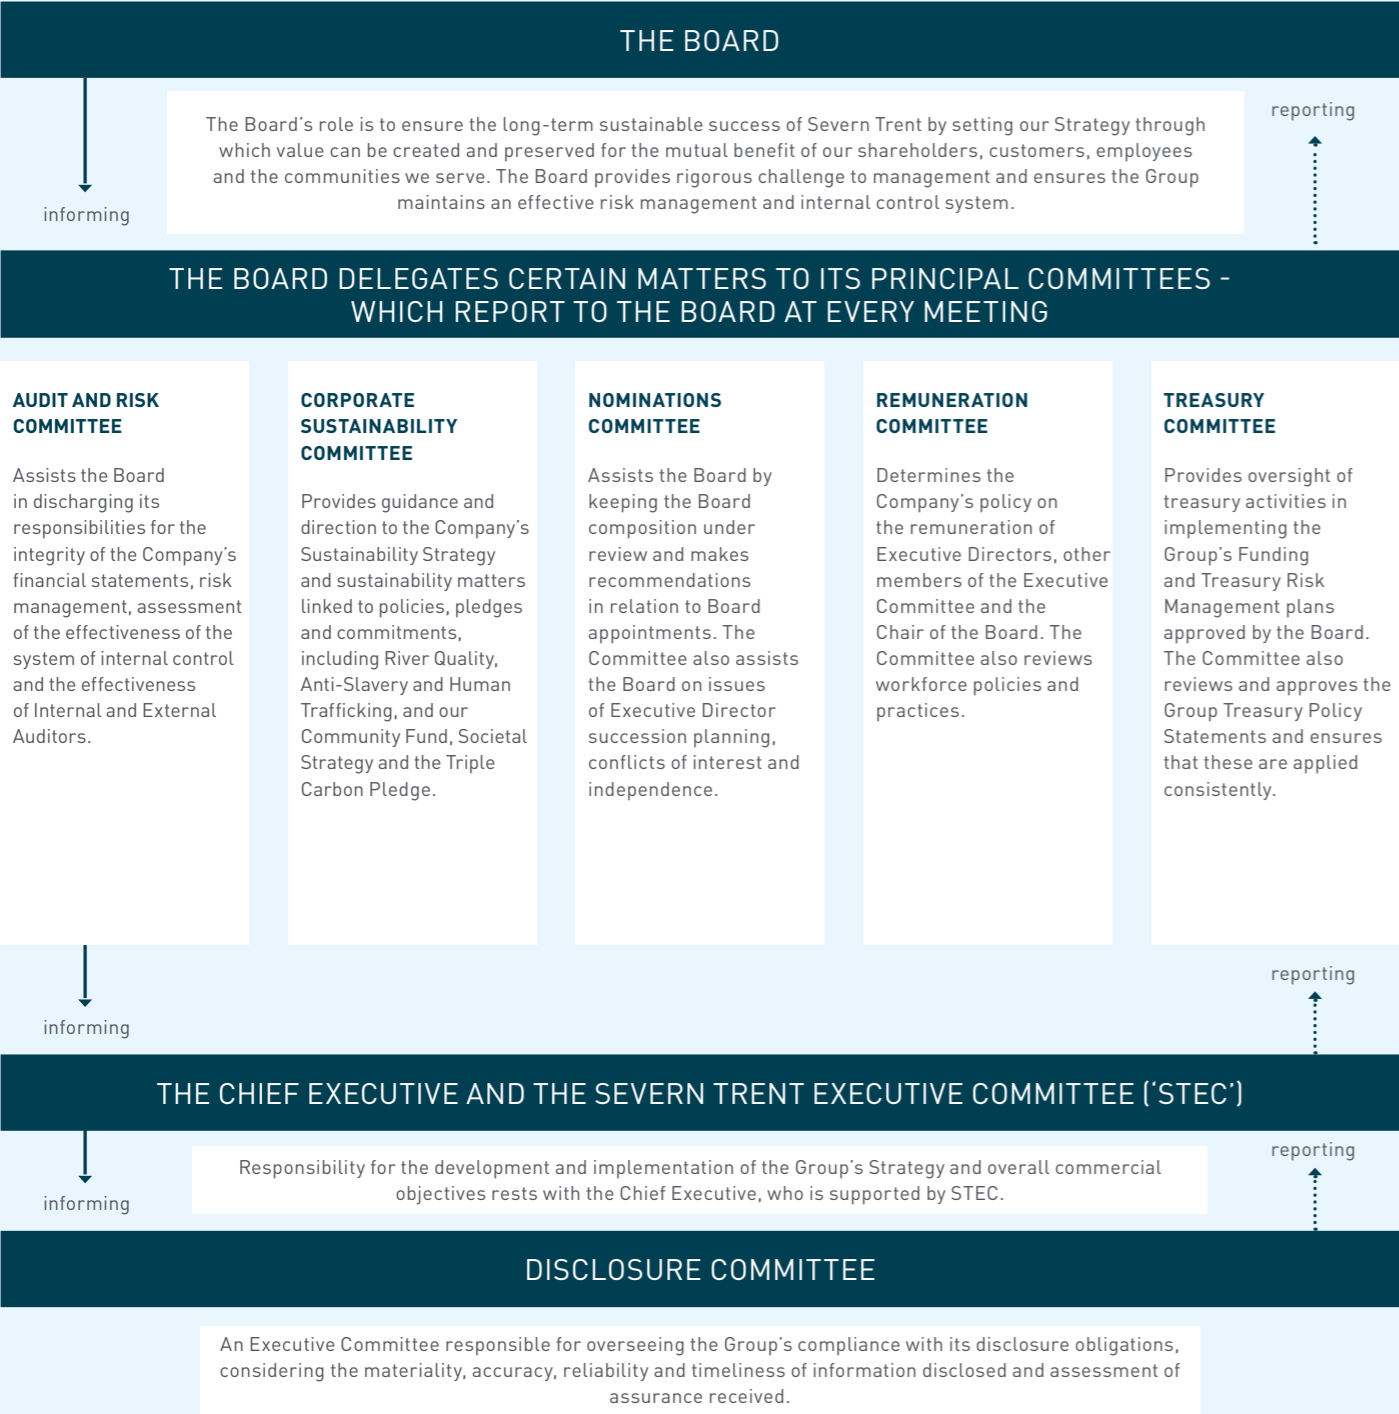 THE BOARD
The Board's role is to ensure the long-term sustainable success of Severn Trent by setting our Strategy through
which value can be created and preserved for the mutual benefit of our shareholders, customers, employees
and the communities we serve. The Board provides rigorous challenge to management and ensures the Group
maintains an effective risk management and internal control system.
informing
reporting
THE BOARD DELEGATES CERTAIN MATTERS TO ITS PRINCIPAL COMMITTEES -
WHICH REPORT TO THE BOARD AT EVERY MEETING
AUDIT AND RISK
COMMITTEE
Assists the Board
in discharging its
responsibilities for the
integrity of the Company's
financial statements, risk
management, assessment
of the effectiveness of the
system of internal control
and the effectiveness
of Internal and External
Auditors.
CORPORATE
SUSTAINABILITY
COMMITTEE
Provides guidance and
direction to the Company's
Sustainability Strategy
and sustainability matters
linked to policies, pledges
and commitments,
including River Quality,
Anti-Slavery and Human
Trafficking, and our
Community Fund, Societal
Strategy and the Triple
Carbon Pledge.
NOMINATIONS
COMMITTEE
Assists the Board by
keeping the Board
composition under
review and makes
recommendations
in relation to Board
appointments. The
Committee also assists
the Board on issues
of Executive Director
succession planning,
conflicts of interest and
independence.
REMUNERATION
COMMITTEE
Determines the
Company's policy on
the remuneration of
Executive Directors, other
members of the Executive
Committee and the
Chair of the Board. The
Committee also reviews
workforce policies and
practices.
TREASURY
COMMITTEE
Provides oversight of
treasury activities in
implementing the
Group's Funding
and Treasury Risk
Management plans
approved by the Board.
The Committee also
reviews and approves the
Group Treasury Policy
Statements and ensures
that these are applied
consistently.
informing
reporting
THE CHIEF EXECUTIVE AND THE SEVERN TRENT EXECUTIVE COMMITTEE ('STEC')
Responsibility for the development and implementation of the Group's Strategy and overall commercial
objectives rests with the Chief Executive, who is supported by STEC.
informing
reporting
DISCLOSURE COMMITTEE
An Executive Committee responsible for overseeing the Group's compliance with its disclosure obligations,
considering the materiality, accuracy, reliability and timeliness of information disclosed and assessment of
assurance received.